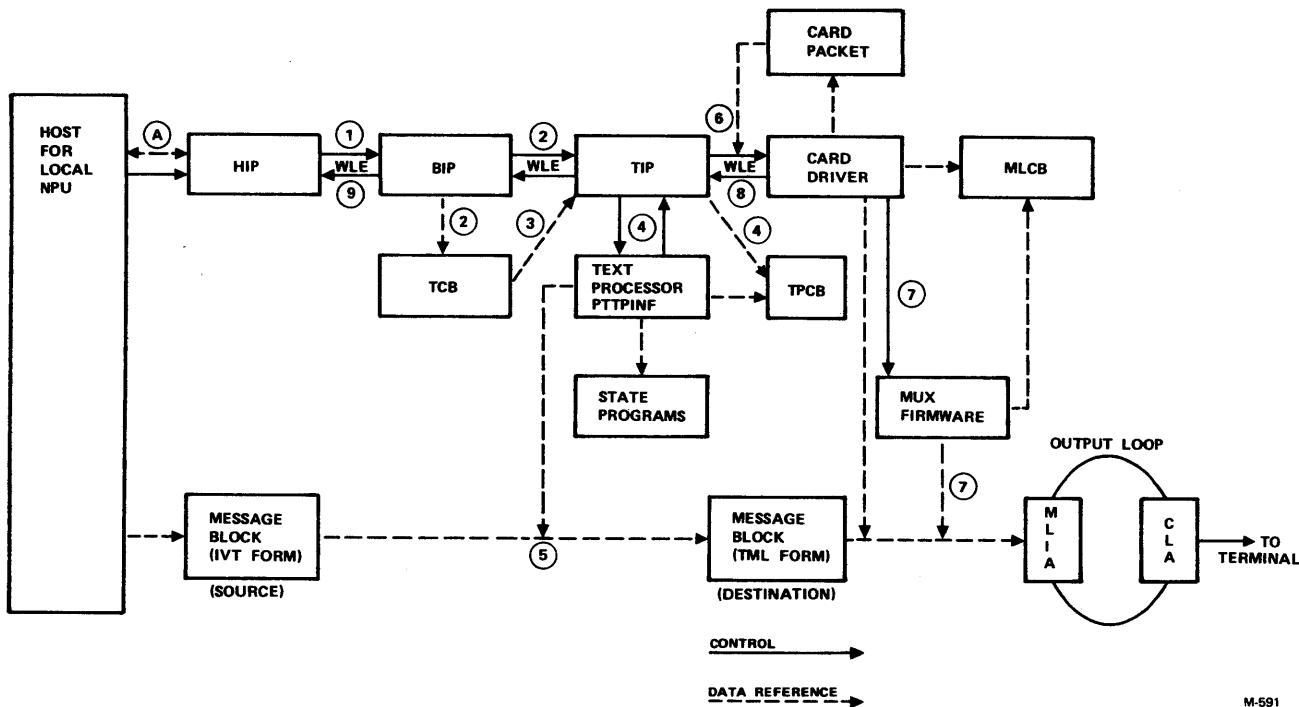 CARD
PACKET
HOST
FOR
LOCAL
NPU
A
HIP
1
WLE
9
BIP
2
WLE
TIP
6
WLE
8
CARD
DRIVER
MLCB
2
3
4
4
TCB
TEXT
PROCESSOR
PTTPINF
TPCB
7
STATE
PROGRAMS
MUX
FIRMWARE
OUTPUT LOOP
7
MESSAGE
BLOCK
(IVT FORM)
(SOURCE)
5
MESSAGE
BLOCK
(TML FORM)
(DESTINATION)
MLIA
CLA
TO
TERMINAL
CONTROL
DATA REFERENCE
M-591